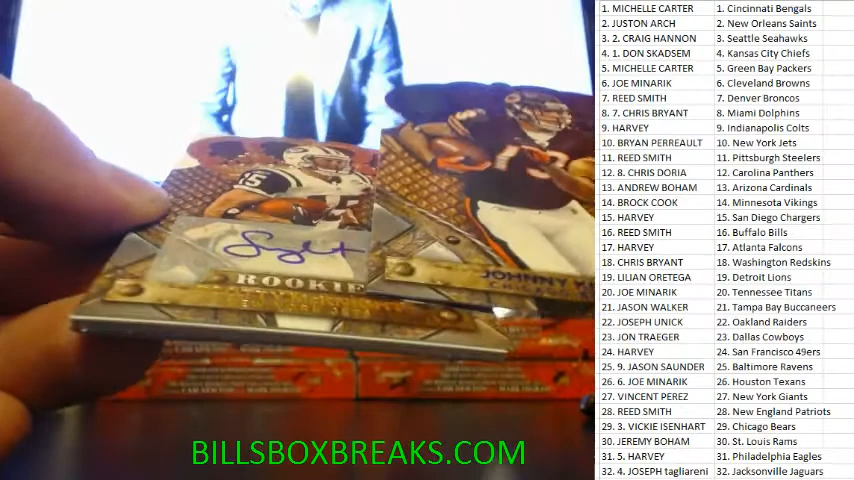 1. MICHELLE CARTER 1. Cincinnati Bengals
2. JUSTON ARCH 2. New Orleans Saints
3. 2. CRAIG HANNON 3. Seattle Seahawks
4. 1. DON SKADSEM 4. Kansas City Chiefs
5. MICHELLE CARTER 5. Green Bay Packers
6. JOE MINARIK 6. Cleveland Browns
7. REED SMITH 7. Denver Broncos
8. 7. CHRIS BRYANT 8. Miami Dolphins
9. HARVEY 9. Indianapolis Colts
10. BRYAN PERREAULT 10. New York Jets
11. REED SMITH 11. Pittsburgh Steelers
12. 8. CHRIS DORIA 12. Carolina Panthers
13. ANDREW BOHAM 13. Arizona Cardinals
14. BROCK COOK 14. Minnesota Vikings
15. HARVEY 15. San Diego Chargers
16. REED SMITH 16. Buffalo Bills
17. HARVEY 17. Atlanta Falcons
18. CHRIS BRYANT 18. Washington Redskins
19. LILIAN ORETEGA 19. Detroit Lions
20. JOE MINARIK 20. Tennessee Titans
21. JASON WALKER 21. Tampa Bay Buccaneers
22. JOSEPH UNICK 22. Oakland Raiders
23. JON TRAEGER 23. Dallas Cowboys
24. HARVEY 24. San Francisco 49ers
25. 9. JASON SAUNDER 25. Baltimore Ravens
26. 6. JOE MINARIK 26. Houston Texans
27. VINCENT PEREZ 27. New York Giants
28. REED SMITH 28. New England Patriots
29. 3. VICKIE ISENHART 29. Chicago Bears
30. JEREMY BOHAM 30. St. Louis Rams
31. 5. HARVEY 31. Philadelphia Eagles
32. 4. JOSEPH tagliareni 32. Jacksonville Jaguars
15
13
ROOKIE
JOHNNY
BILLSBOXBREAKS.COM